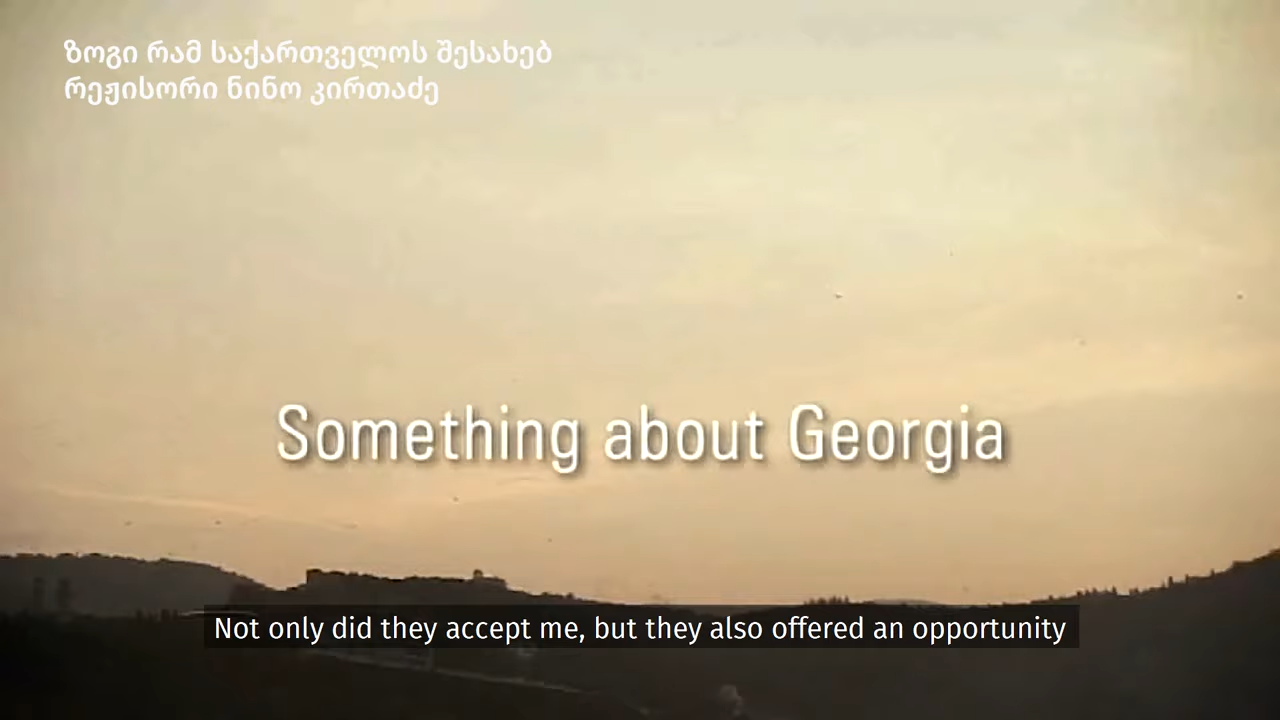 ზოგი რამ საქართველოს შესახებ
რეჟისორი ნინო კირთაძე
Something about Georgia
Not only did they accept me, but they also offered an opportunity